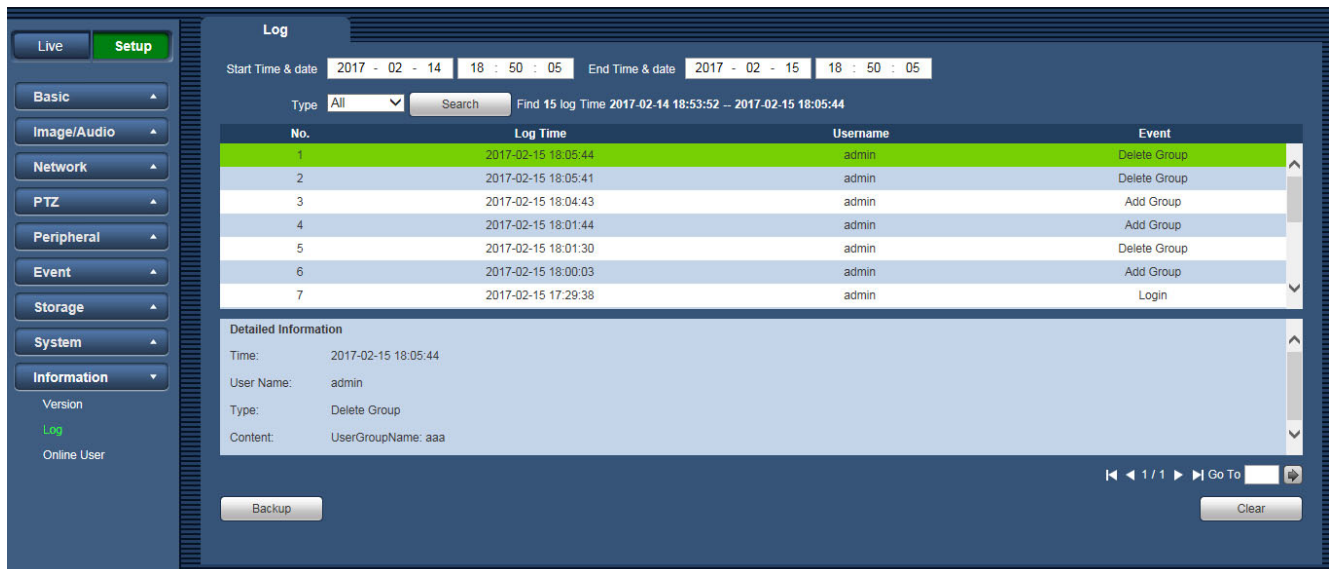 Live Setup
Basic
Image/Audio
Network
PTZ
Peripheral
Event
Storage
System
Information
Version
Log
Online User
Log
Start Time & date 2017 - 02 - 14 18 : 50 : 05 End Time & date 2017 - 02 - 15 18 : 50 : 05
Type All Search Find 15 log Time 2017-02-14 18:53:52 -- 2017-02-15 18:05:44
No. Log Time Username Event
1 2017-02-15 18:05:44 admin Delete Group
2 2017-02-15 18:05:41 admin Delete Group
3 2017-02-15 18:04:43 admin Add Group
4 2017-02-15 18:01:44 admin Add Group
5 2017-02-15 18:01:30 admin Delete Group
6 2017-02-15 18:00:03 admin Add Group
7 2017-02-15 17:29:38 admin Login
Detailed Information
Time: 2017-02-15 18:05:44
User Name: admin
Type: Delete Group
Content: UserGroupName: aaa
1 / 1 Go To
Backup Clear